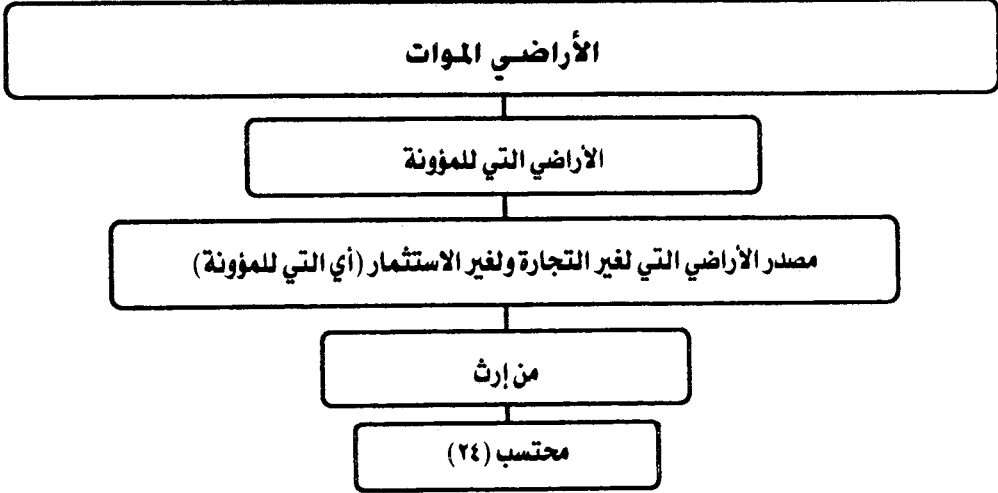 الأراضي الموات
الأراضي التي للمؤونة
مصدر الأراضي التي لغير التجارة ولغير الاستثمار (أي التي للمؤونة)
من إرث
محتسب (٢٤)